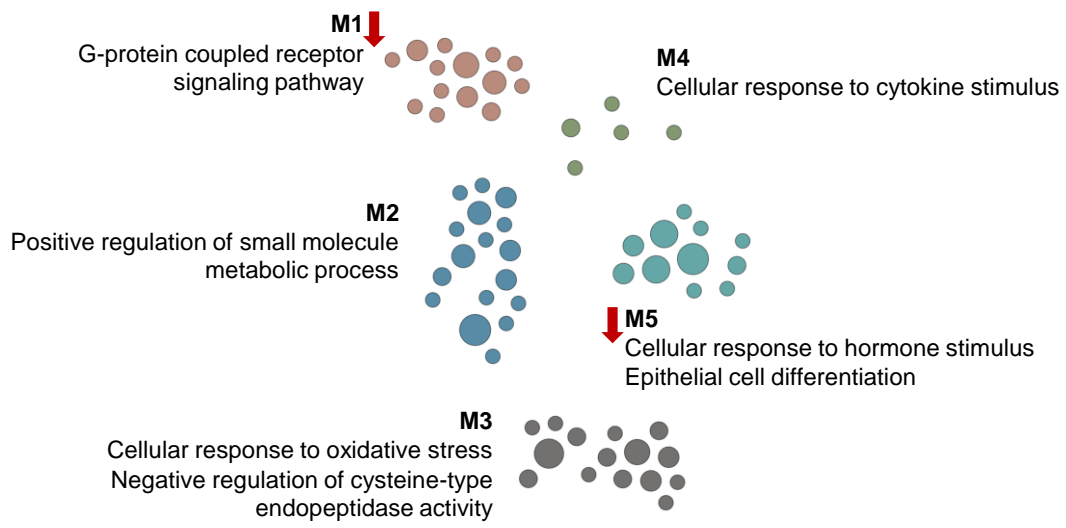 M1
G-protein coupled receptor
signaling pathway
M4
Cellular response to cytokine stimulus
M2
Positive regulation of small molecule
metabolic process
M5
Cellular response to hormone stimulus
Epithelial cell differentiation
M3
Cellular response to oxidative stress
Negative regulation of cysteine-type
endopeptidase activity